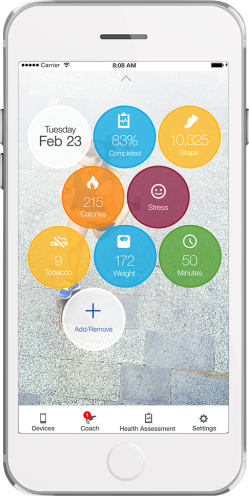 Carrier 8:08 AM
Tuesday
Feb 23
83%
Completed
10,325
Steps
215
Calories
Stress
9
Tobacco
172
Weight
50
Minutes
Add/Remove
1
Devices Coach Health Assessment Settings